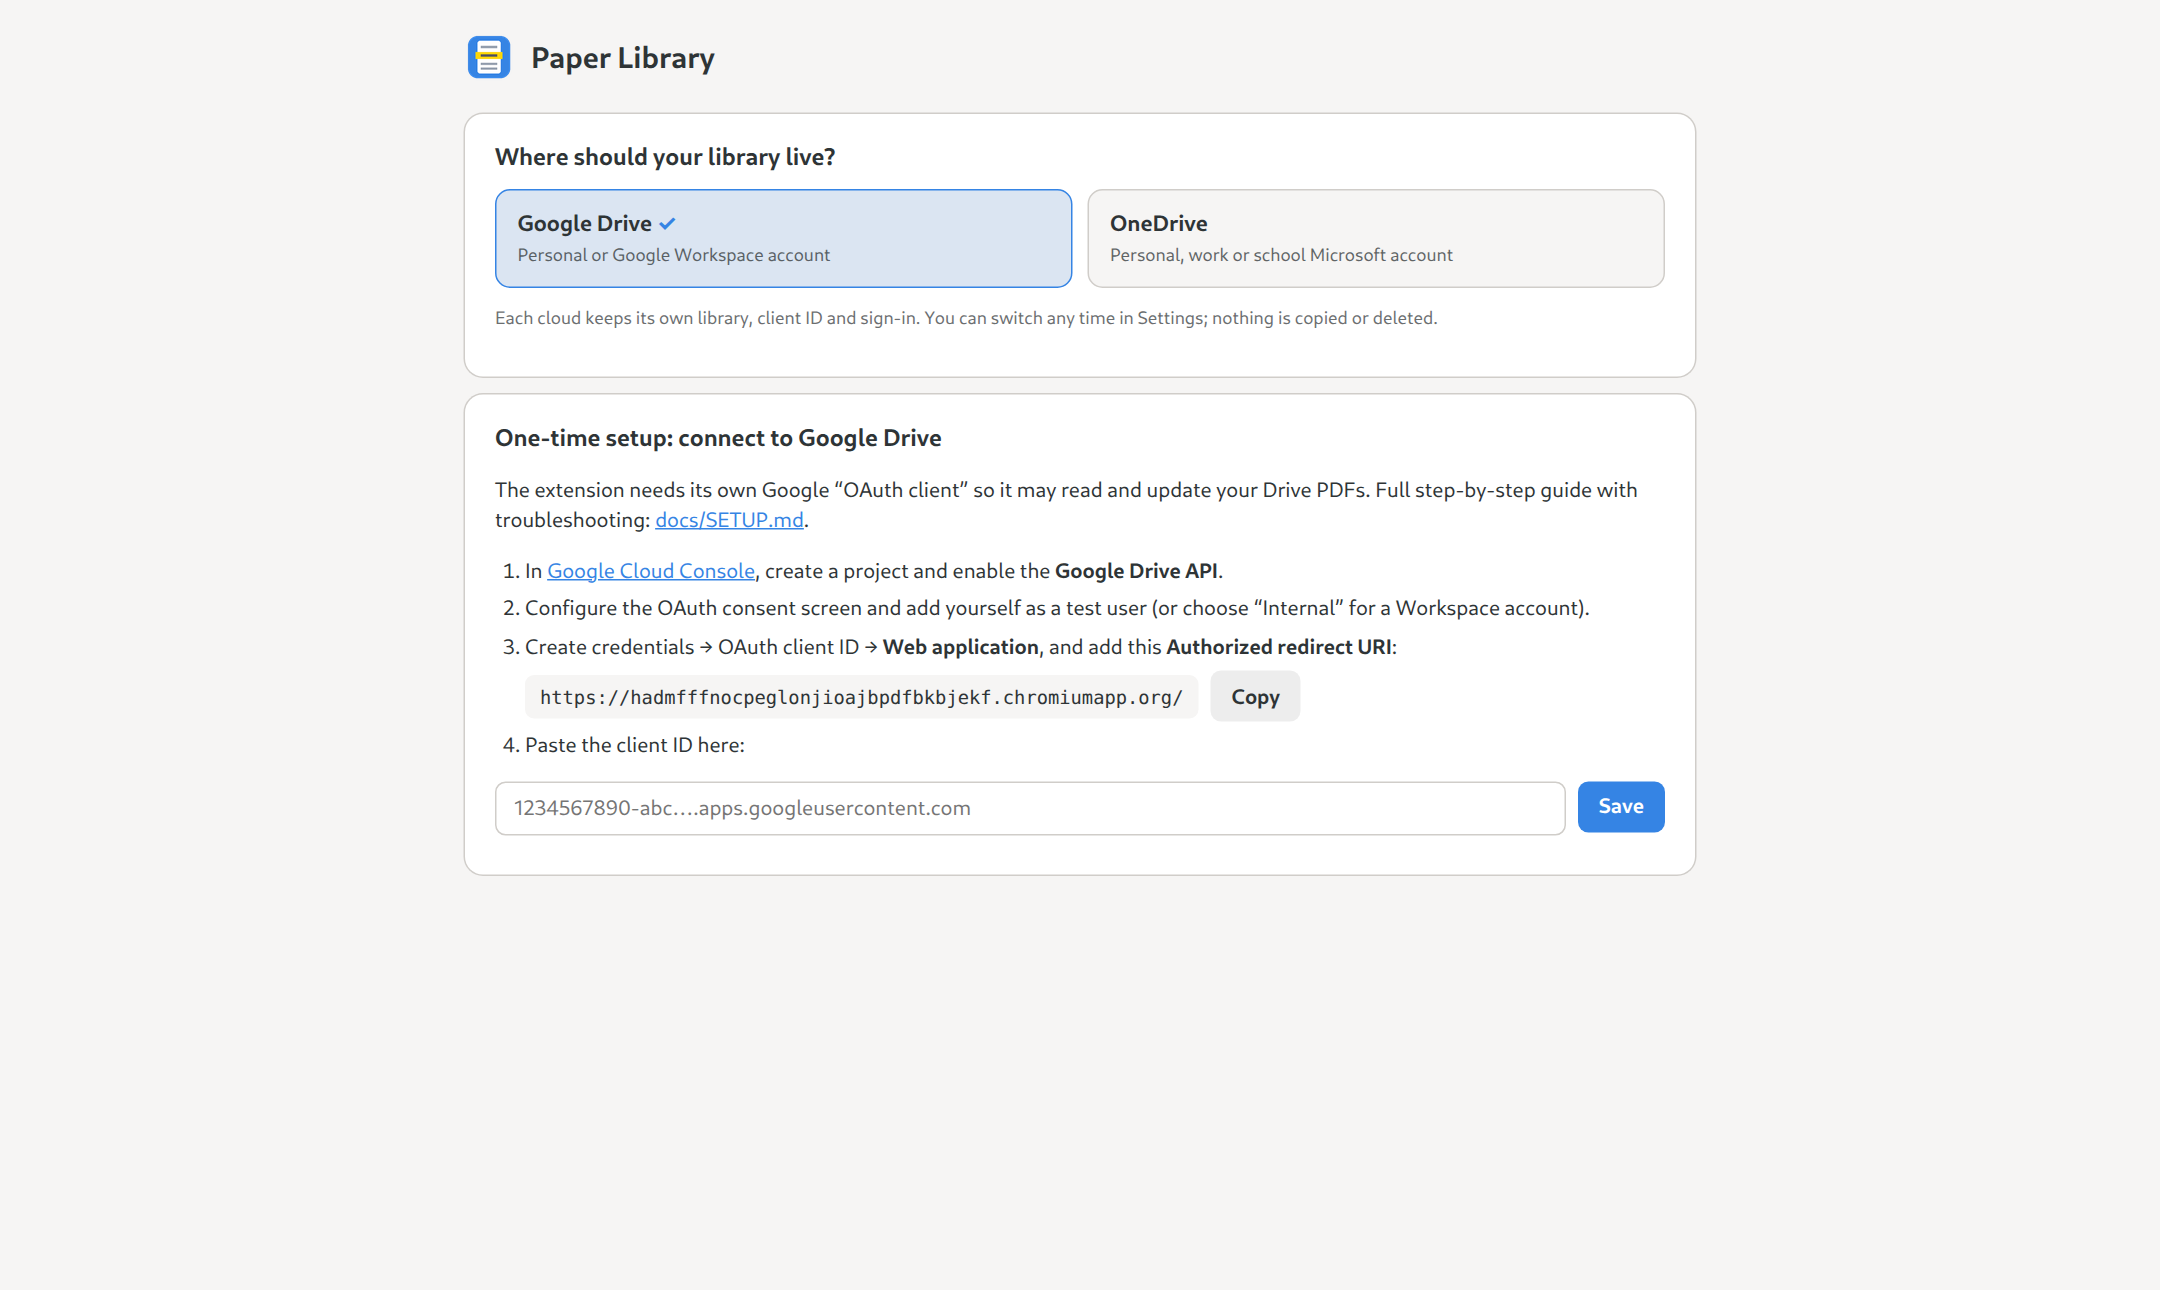 Paper Library
Where should your library live?
Google Drive ✓
Personal or Google Workspace account
OneDrive
Personal, work or school Microsoft account
Each cloud keeps its own library, client ID and sign-in. You can switch any time in Settings; nothing is copied or deleted.
One-time setup: connect to Google Drive
The extension needs its own Google “OAuth client” so it may read and update your Drive PDFs. Full step-by-step guide with
troubleshooting: docs/SETUP.md.
1. In Google Cloud Console, create a project and enable the Google Drive API.
2. Configure the OAuth consent screen and add yourself as a test user (or choose “Internal” for a Workspace account).
3. Create credentials → OAuth client ID → Web application, and add this Authorized redirect URI:
https://hadmfffnocpeglonjioajbpdfbkbjekf.chromiumapp.org/
Copy
4. Paste the client ID here:
1234567890-abc....apps.googleusercontent.com
Save